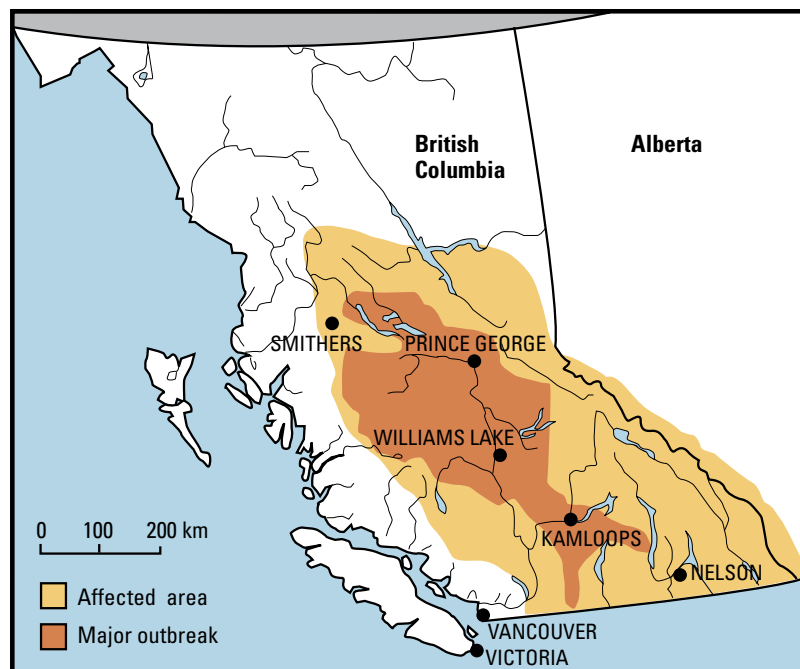 British
Columbia
Alberta
SMITHERS
PRINCE GEORGE
WILLIAMS LAKE
KAMLOOPS
NELSON
VANCOUVER
VICTORIA
0 100 200 km
Affected area
Major outbreak